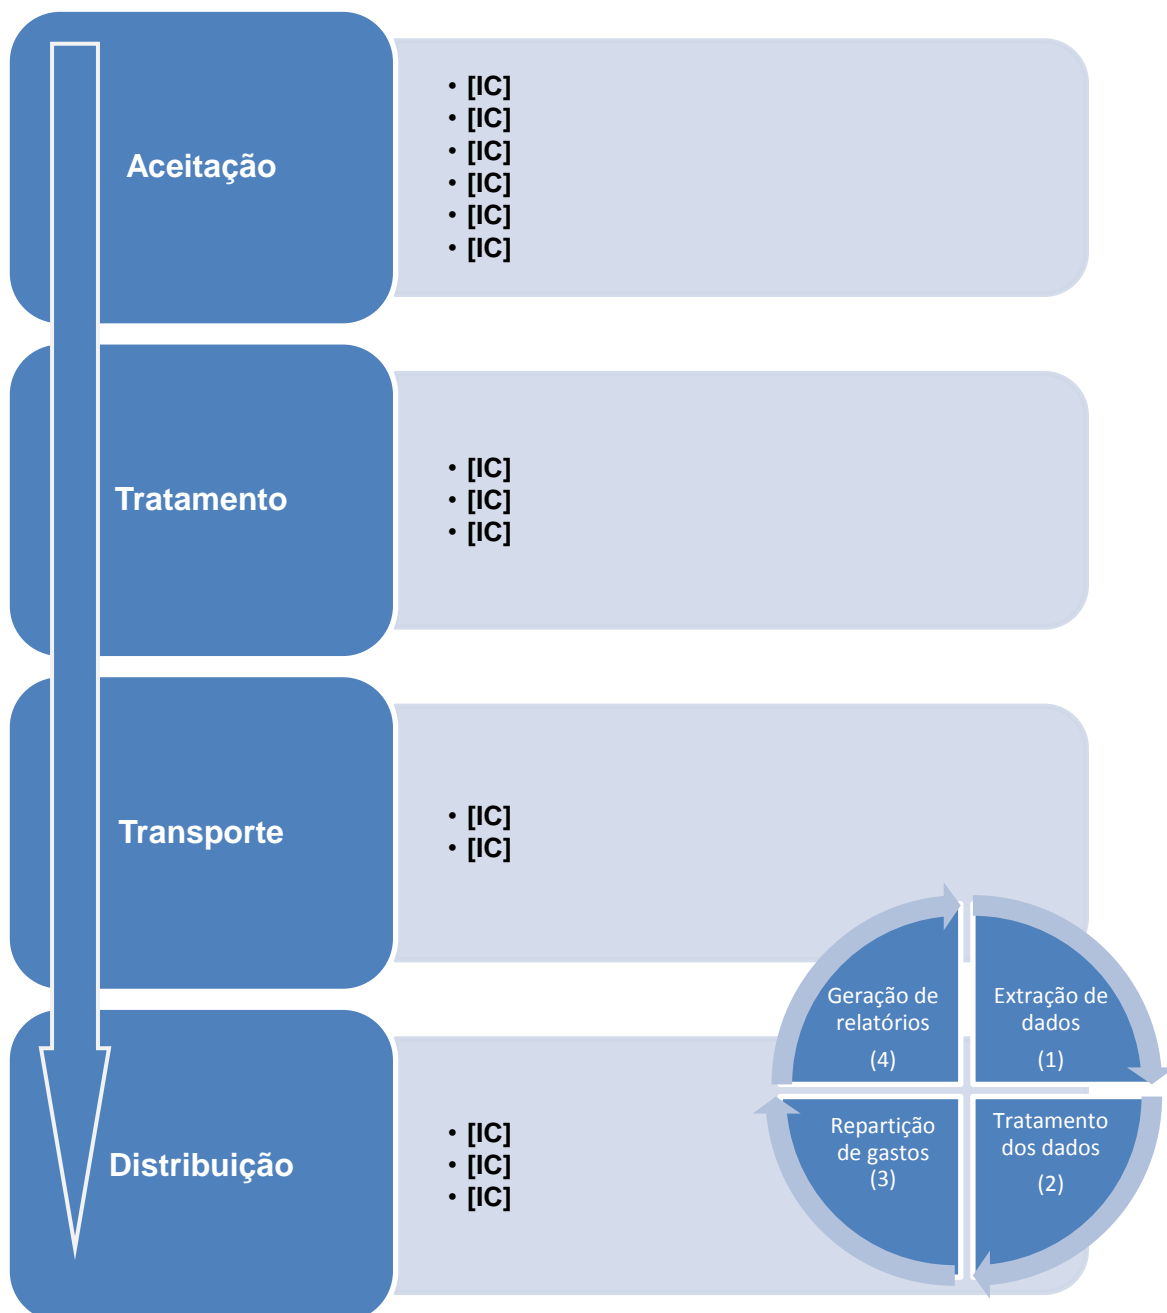 Aceitação
• [IC]
• [IC]
• [IC]
• [IC]
• [IC]
• [IC]
Tratamento
• [IC]
• [IC]
• [IC]
Transporte
• [IC]
• [IC]
Distribuição
• [IC]
• [IC]
• [IC]
Geração de
relatórios
(4)
Extração de
dados
(1)
Repartição
de gastos
(3)
Tratamento
dos dados
(2)